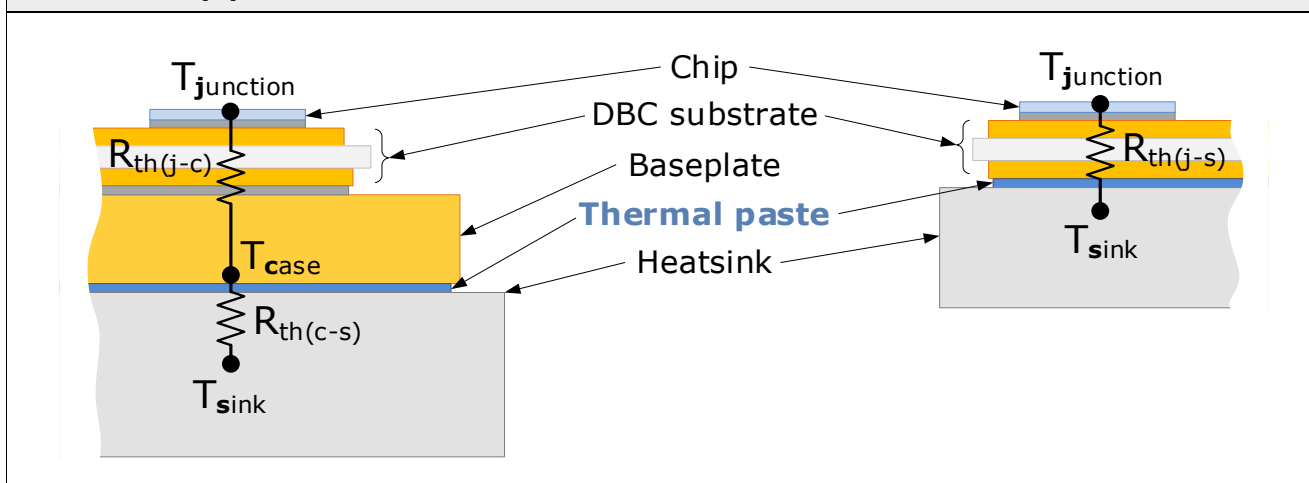 Chip
DBC substrate
Baseplate
Thermal paste
Heatsink
Tjunction
Rth(j-c)
Tcase
Rth(c-s)
Tsink
Tjunction
Rth(j-s)
Tsink